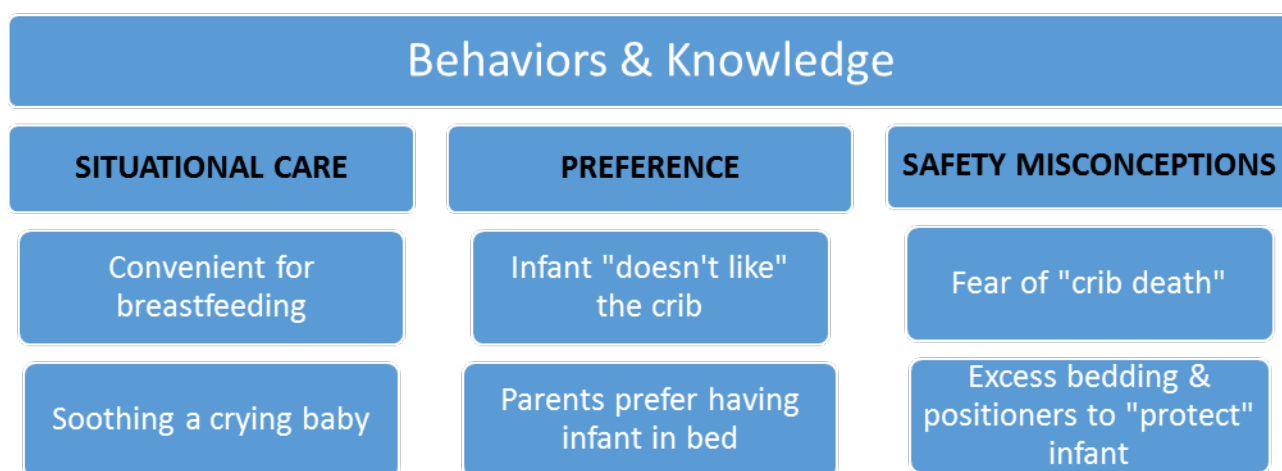 Behaviors & Knowledge
SITUATIONAL CARE
PREFERENCE
SAFETY MISCONCEPTIONS
Convenient for
breastfeeding
Infant "doesn't like"
the crib
Fear of "crib death"
Soothing a crying baby
Parents prefer having
infant in bed
Excess bedding &
positioners to "protect"
infant